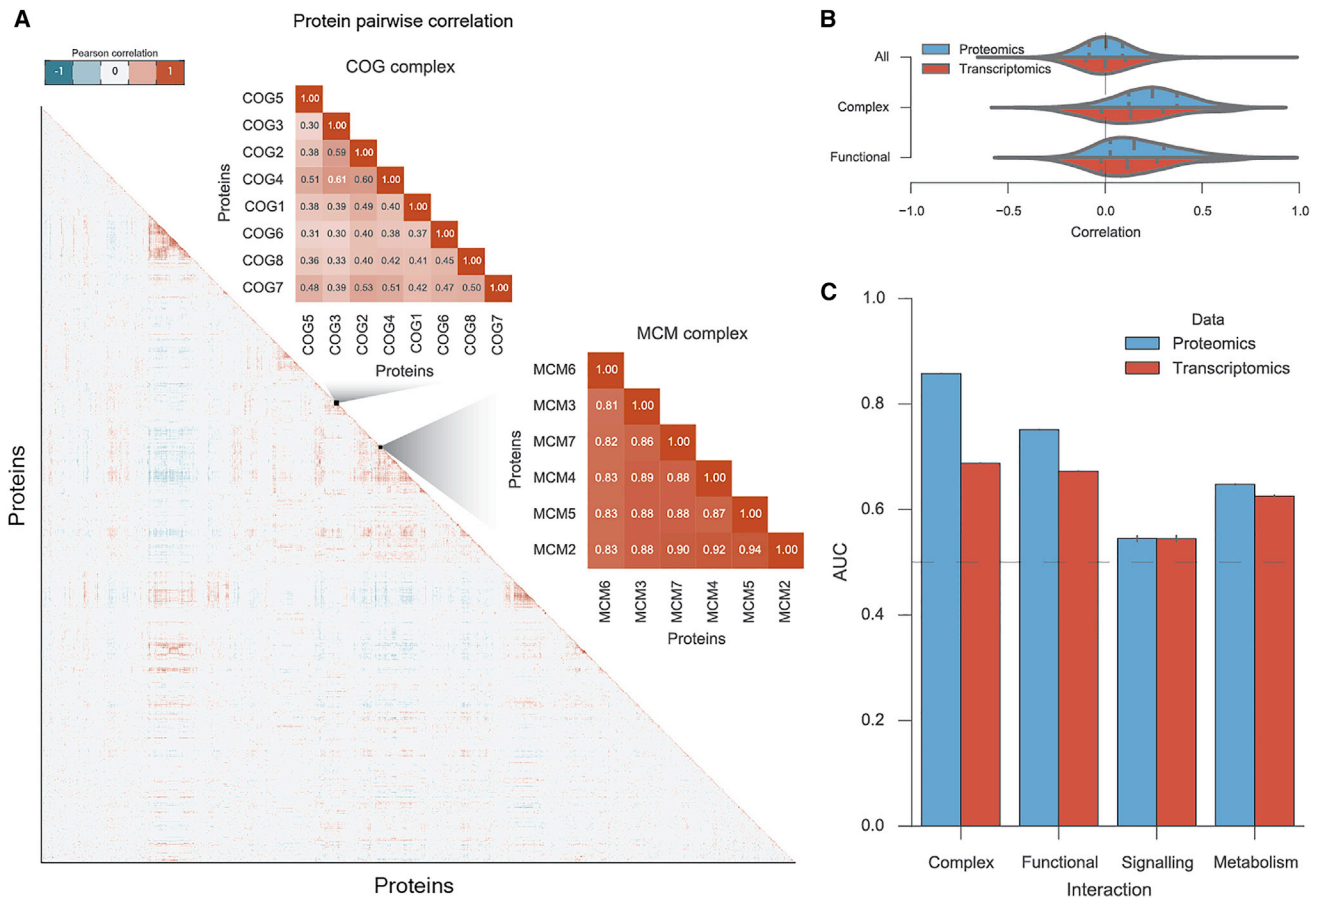 A
Protein pairwise correlation
Pearson correlation
-1 0 1
COG complex
COG5 1.00
COG3 0.30 1.00
COG2 0.38 0.59 1.00
COG4 0.51 0.61 0.60 1.00
COG1 0.38 0.39 0.49 0.40 1.00
COG6 0.31 0.30 0.40 0.38 0.37 1.00
COG8 0.36 0.33 0.40 0.42 0.41 0.45 1.00
COG7 0.48 0.39 0.53 0.51 0.42 0.47 0.50 1.00
Proteins
COG5 COG3 COG2 COG4 COG1 COG6 COG8 COG7
Proteins
MCM complex
MCM6 1.00
MCM3 0.81 1.00
MCM7 0.82 0.86 1.00
MCM4 0.83 0.89 0.88 1.00
MCM5 0.83 0.88 0.88 0.87 1.00
MCM2 0.83 0.88 0.90 0.92 0.94 1.00
Proteins
MCM6 MCM3 MCM7 MCM4 MCM5 MCM2
Proteins
Proteins
Proteins
B
Proteomics
Transcriptomics
All
Complex
Functional
−1.0 −0.5 0.0 0.5 1.0
Correlation
C
Data
Proteomics
Transcriptomics
1.0
0.8
0.6
0.4
0.2
0.0
AUC
Complex Functional Signalling Metabolism
Interaction